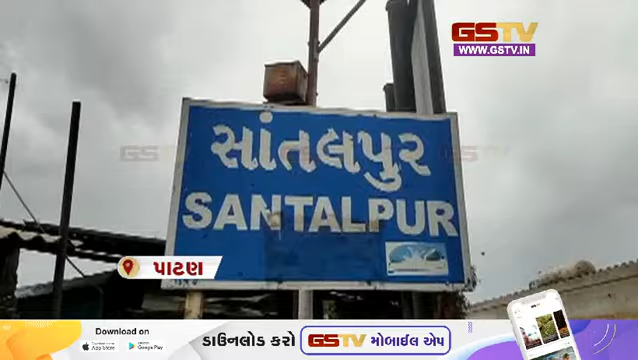 GSTV
WWW.GSTV.IN
સાંતલપુર
SANTALPUR
પાટણ
Download on
App Store
Google Play
ડાઉનલોડ કરો GSTV મોબાઈલ એપ